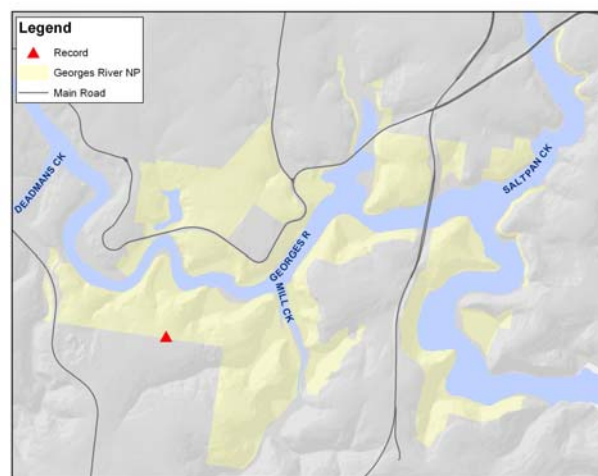 Legend
Record
Georges River NP
Main Road
DEADMANS CK
SALTPAN CK
GEORGES R
MILL CK